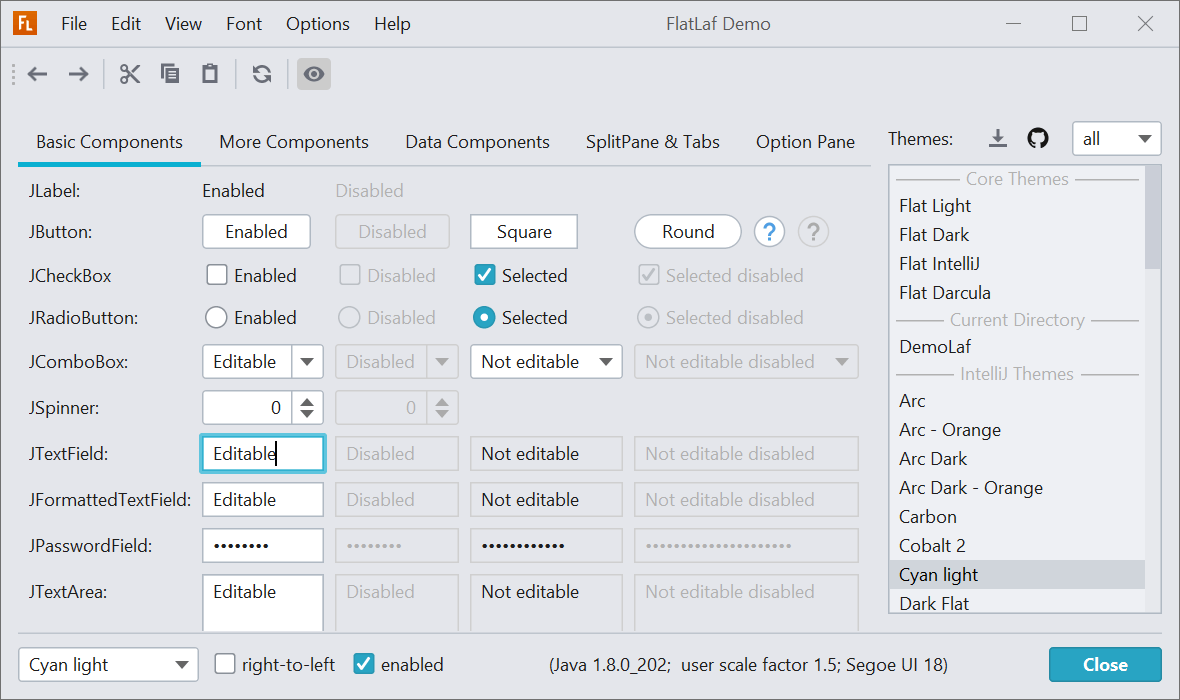 FL File Edit View Font Options Help FlatLaf Demo
Basic Components More Components Data Components SplitPane & Tabs Option Pane Themes: all
JLabel: Enabled Disabled
JButton: Enabled Disabled Square Round ? ?
JCheckBox Enabled Disabled Selected Selected disabled
JRadioButton: Enabled Disabled Selected Selected disabled
JComboBox: Editable Disabled Not editable Not editable disabled
JSpinner: 0 0
JTextField: Editable Disabled Not editable Not editable disabled
JFormattedTextField: Editable Disabled Not editable Not editable disabled
JPasswordField: •••••••• •••••••• •••••••••••• •••••••••••••••••••••
JTextArea: Editable Disabled Not editable Not editable disabled
Core Themes
Flat Light
Flat Dark
Flat IntelliJ
Flat Darcula
Current Directory
DemoLaf
IntelliJ Themes
Arc
Arc - Orange
Arc Dark
Arc Dark - Orange
Carbon
Cobalt 2
Cyan light
Dark Flat
Cyan light right-to-left enabled (Java 1.8.0_202; user scale factor 1.5; Segoe UI 18) Close